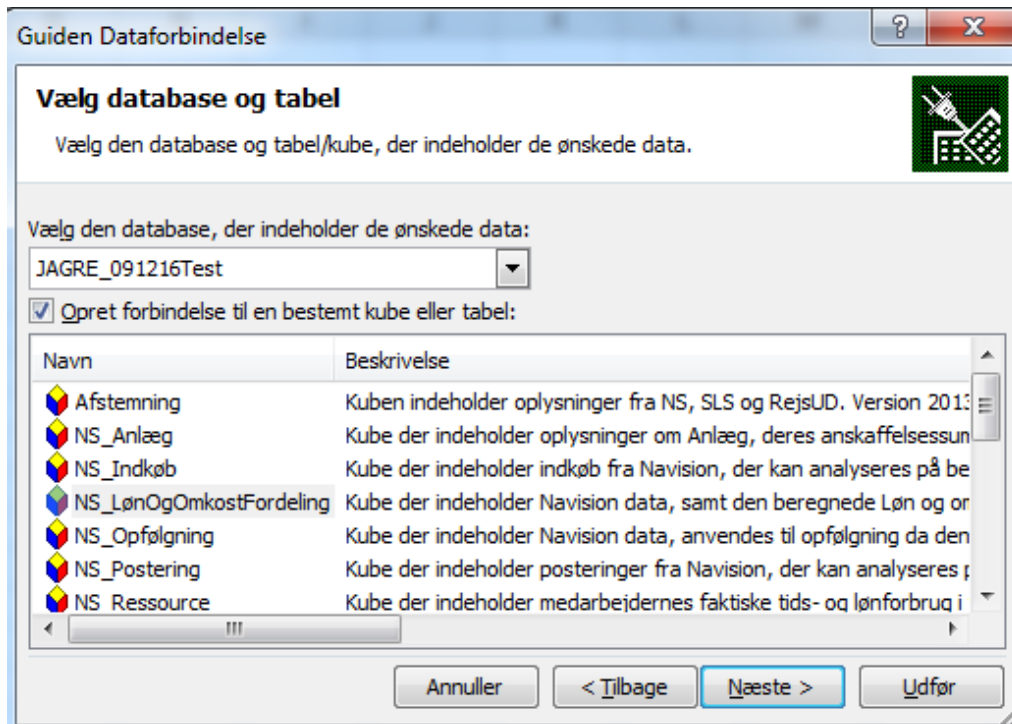 Guiden Dataforbindelse
Vælg database og tabel
Vælg den database og tabel/kube, der indeholder de ønskede data.
Vælg den database, der indeholder de ønskede data:
JAGRE_091216Test
Opret forbindelse til en bestemt kube eller tabel:
Navn Beskrivelse
Afstemning Kuben indeholder oplysninger fra NS, SLS og RejsUD. Version 2013
NS_Anlæg Kube der indeholder oplysninger om Anlæg, deres anskaffelsessum
NS_Indkøb Kube der indeholder indkøb fra Navision, der kan analyseres på be
NS_LønOgOmkostFordeling Kube der indeholder Navision data, samt den beregnede Løn og om
NS_Opfølgning Kube der indeholder Navision data, anvendes til opfølgning da den
NS_Postering Kube der indeholder posteringer fra Navision, der kan analyseres p
NS_Ressource Kube der indeholder medarbejdernes faktiske tids- og lønforbrug i
Annuller < Tilbage Næste > Udfør